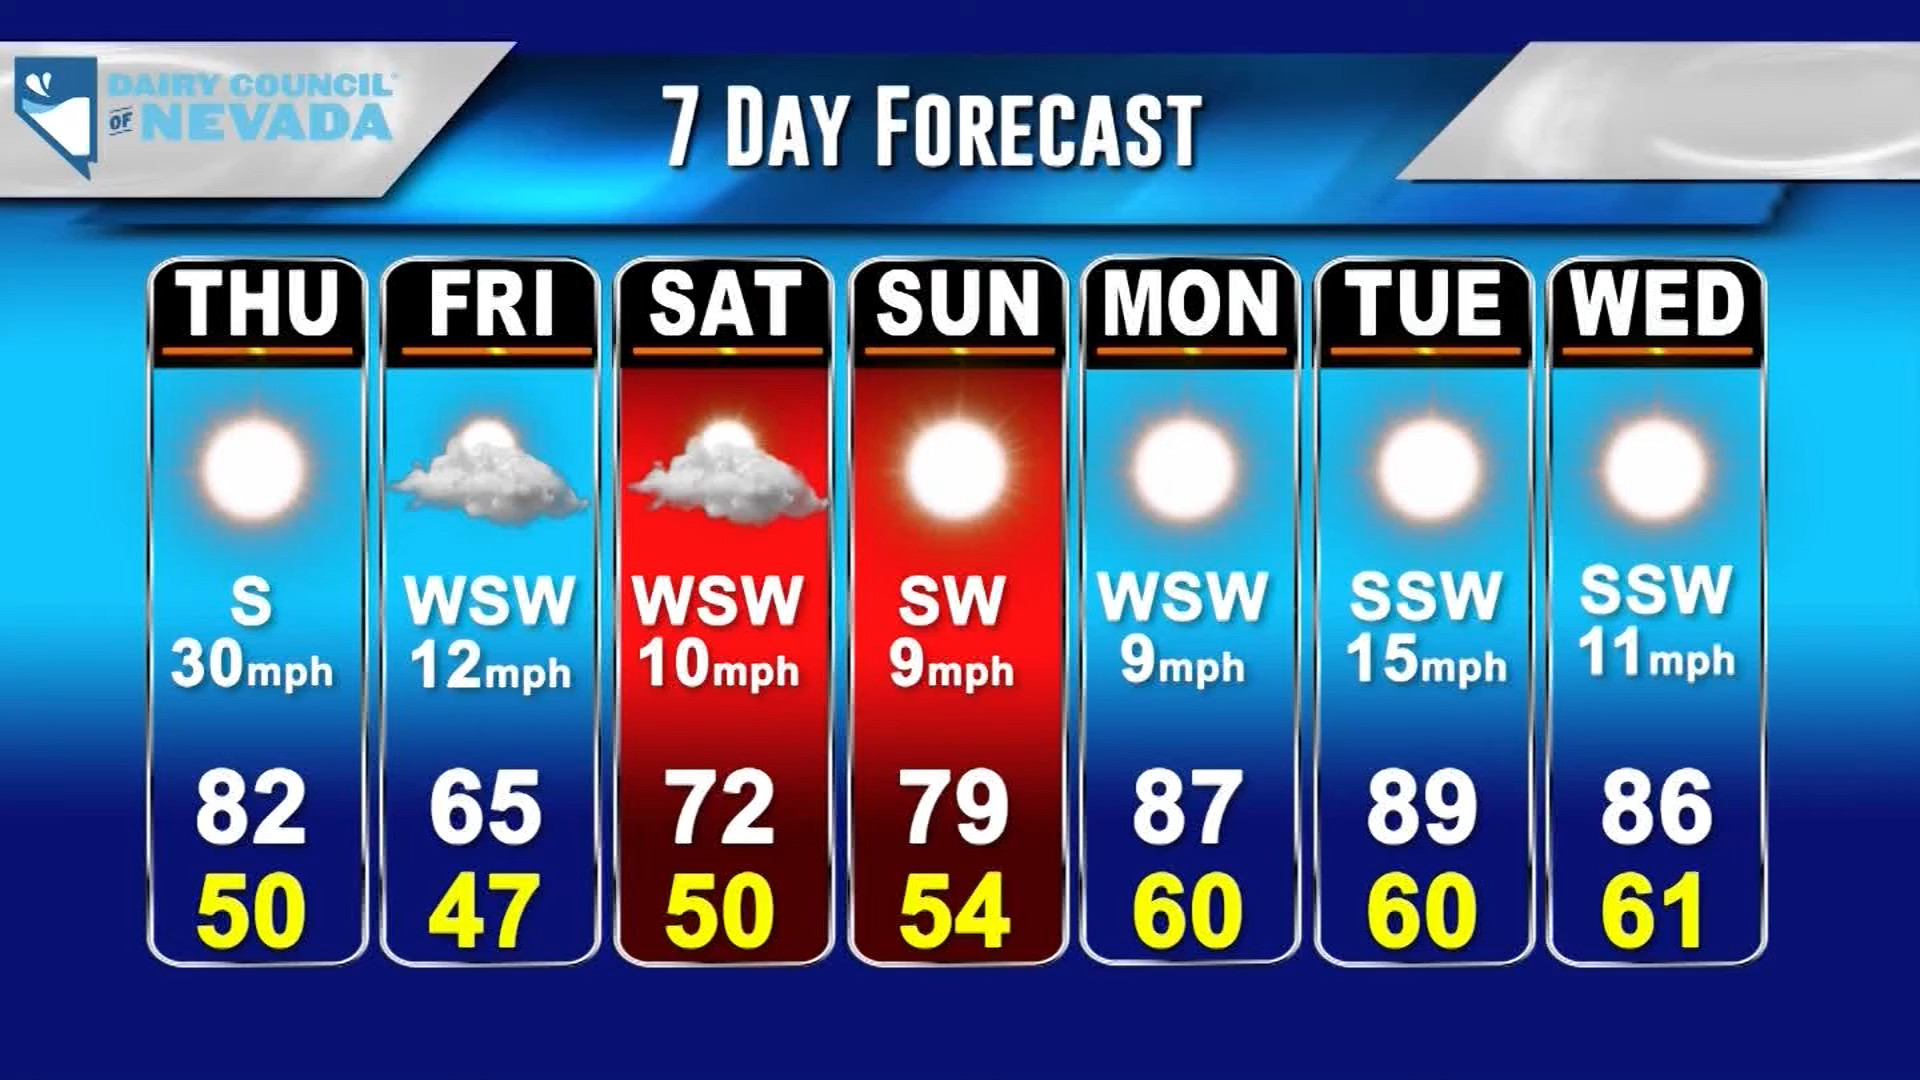 DAIRY COUNCIL®
OF NEVADA
7 DAY FORECAST
THU FRI SAT SUN MON TUE WED
S WSW WSW SW WSW SSW SSW
30mph 12mph 10mph 9mph 9mph 15mph 11mph
82 65 72 79 87 89 86
50 47 50 54 60 60 61